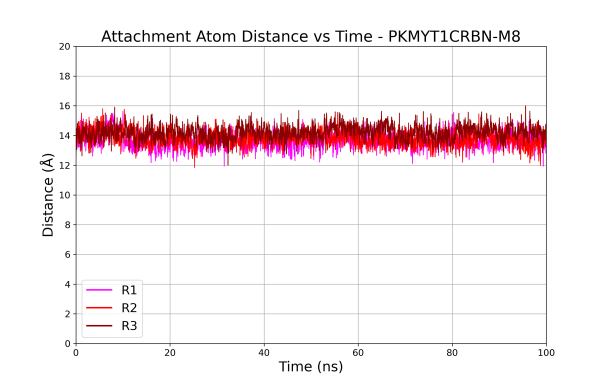 Attachment Atom Distance vs Time - PKMYT1CRBN-M8
20
18
16
14
12
10
8
6
4
2
0
Distance (Å)
R1
R2
R3
0 20 40 60 80 100
Time (ns)